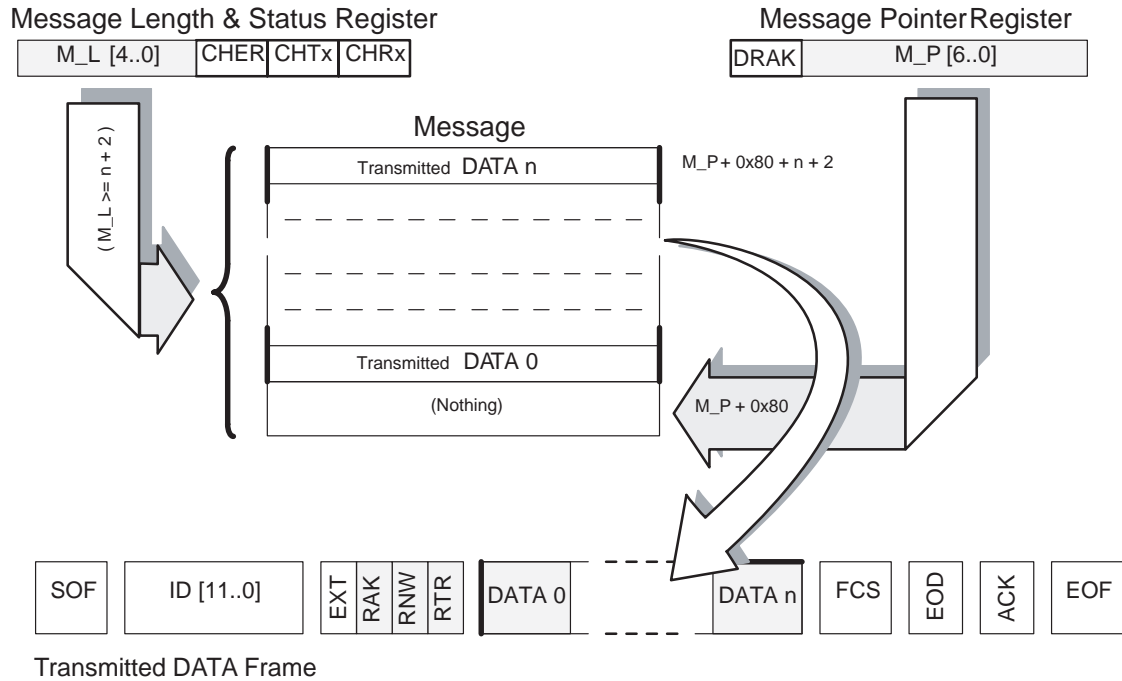 Message Length & Status Register
Message Pointer Register
M_L [4..0] CHER CHTx CHRx
DRAK M_P [6..0]
( M_L >= n + 2 )
Message
Transmitted DATA n
M_P + 0x80 + n + 2
Transmitted DATA 0
(Nothing)
M_P + 0x80
SOF ID [11..0] EXT RAK RNW RTR DATA 0 DATA n FCS EOD ACK EOF
Transmitted DATA Frame